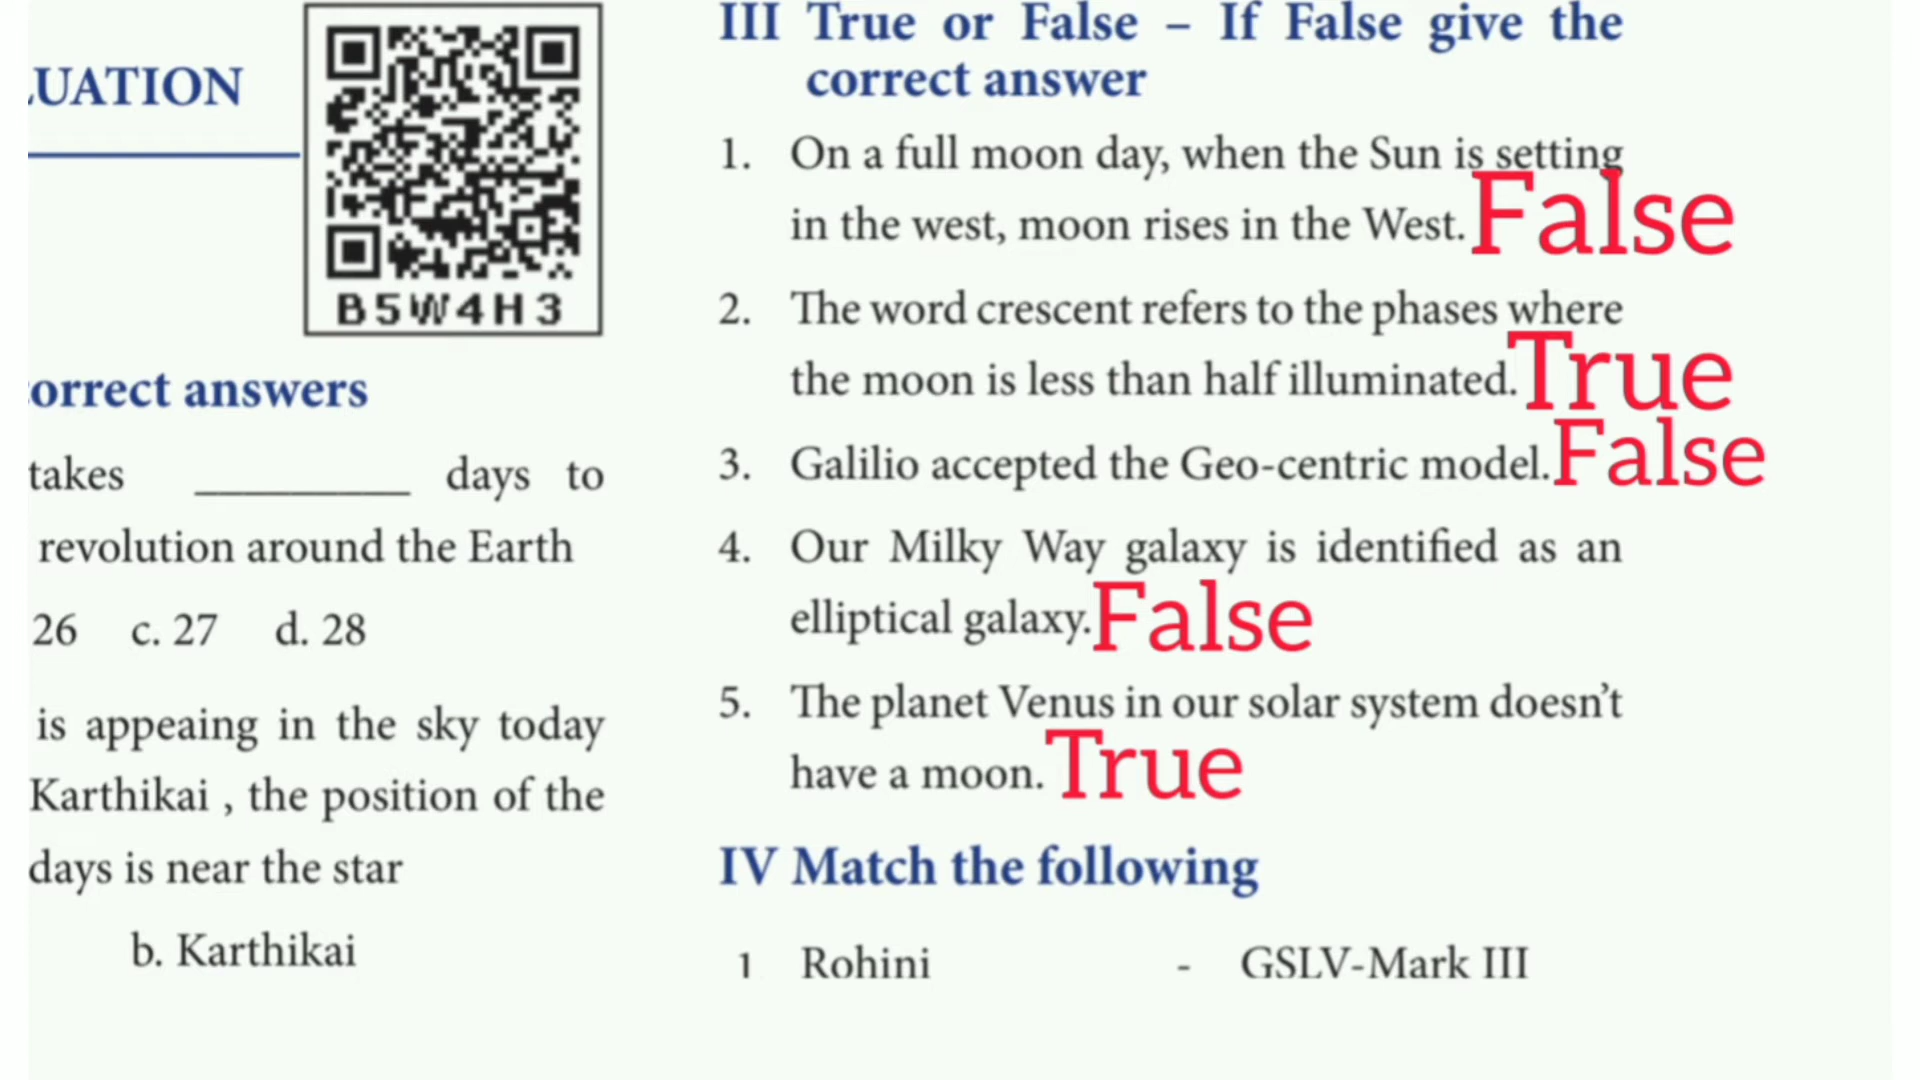 LUATION
B5W4H3
orrect answers
takes __________ days to
revolution around the Earth
26 c. 27 d. 28
is appeaing in the sky today
Karthikai , the position of the
days is near the star
b. Karthikai
III True or False – If False give the
correct answer
1. On a full moon day, when the Sun is setting
in the west, moon rises in the West. False
2. The word crescent refers to the phases where
the moon is less than half illuminated. True
3. Galilio accepted the Geo-centric model. False
4. Our Milky Way galaxy is identified as an
elliptical galaxy. False
5. The planet Venus in our solar system doesn’t
have a moon. True
IV Match the following
1 Rohini - GSLV-Mark III